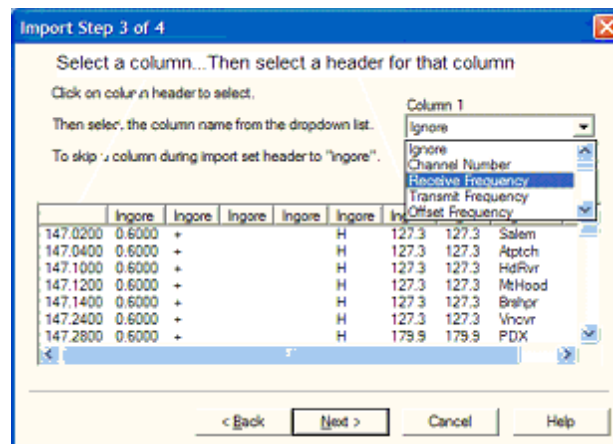 Import Step 3 of 4
Select a column...Then select a header for that column
Click on column header to select.
Column 1
Then select, the column name from the dropdown list.
Ignore
To skip a column during import set header to "ingore".
Ignore
Channel Number
Receive Frequency
Transmit Frequency
Offset Frequency
Ingore Ingore Ingore Ingore Ingore
147.0200 0.6000 + H 127.3 127.3 Salem
147.0400 0.6000 + H 127.3 127.3 Atptch
147.1000 0.6000 + H 127.3 127.3 HdRvr
147.1200 0.6000 + H 127.3 127.3 MtHood
147.1400 0.6000 + H 127.3 127.3 Brshpr
147.2400 0.6000 + H 127.3 127.3 Vncvr
147.2800 0.6000 + H 179.9 179.9 PDX
< Back Next > Cancel Help